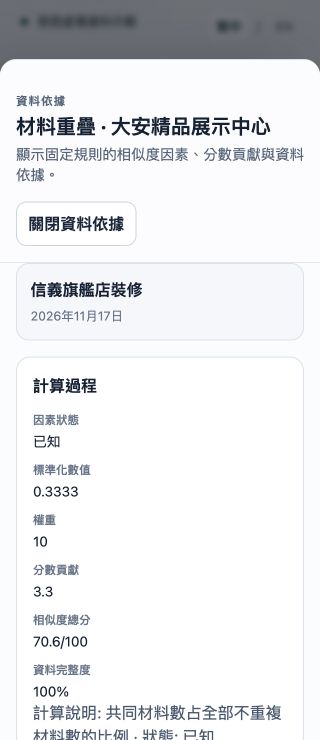 資料依據
材料重疊 · 大安精品展示中心
顯示固定規則的相似度因素、分數貢獻與資料
依據。
關閉資料依據
信義旗艦店裝修
2026年11月17日
計算過程
因素狀態
已知
標準化數值
0.3333
權重
10
分數貢獻
3.3
相似度總分
70.6/100
資料完整度
100%
計算說明: 共同材料數占全部不重複
材料數的比例 · 狀態: 已知